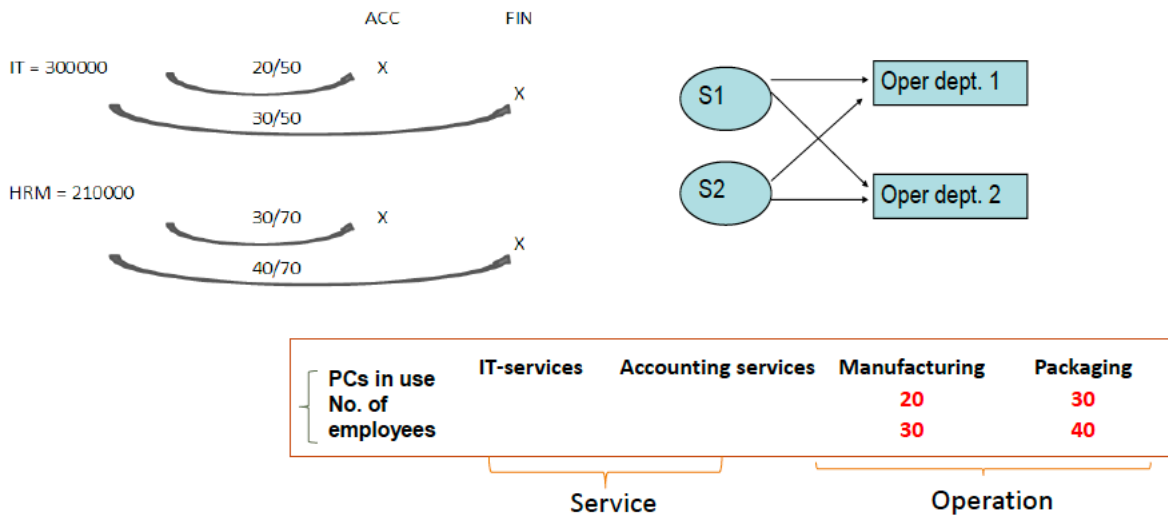 ACC FIN
IT = 300000 20/50 X
X
30/50
HRM = 210000
30/70 X
X
40/70
S1
Oper dept. 1
S2
Oper dept. 2
IT-services Accounting services Manufacturing Packaging
PCs in use 20 30
No. of
employees 30 40
Service Operation